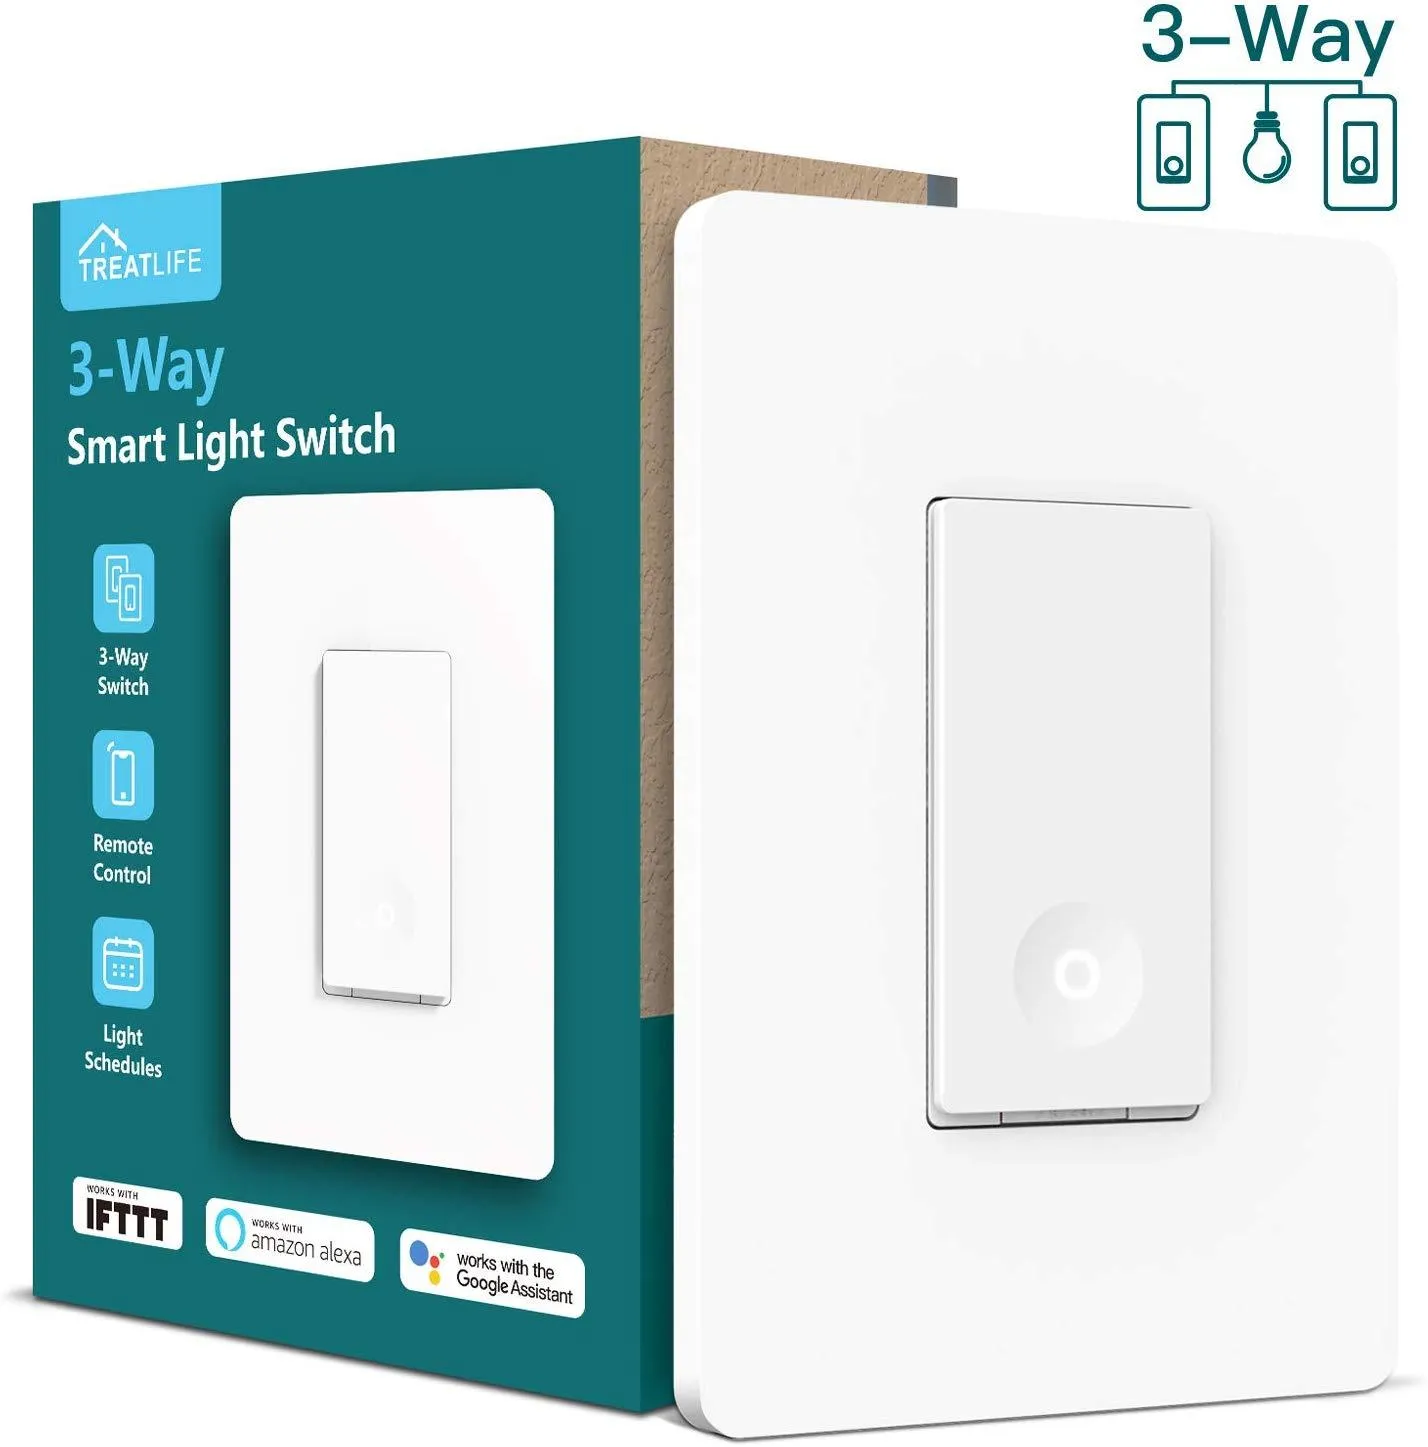 3-Way
TREATLIFE
3-Way
Smart Light Switch
3-Way
Switch
Remote
Control
Light
Schedules
WORKS WITH
IFTTT
WORKS WITH
amazon alexa
works with the
Google Assistant